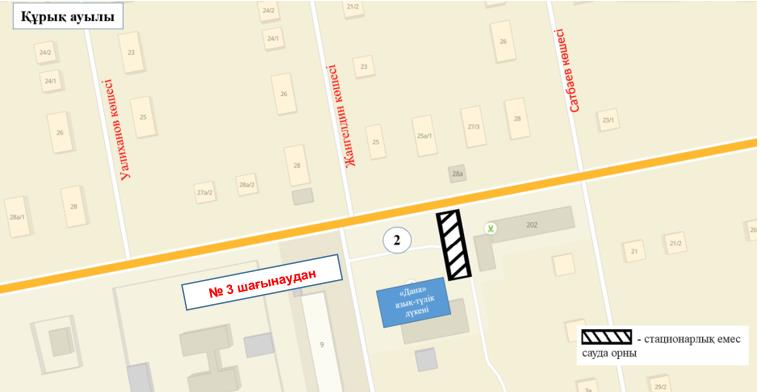 Құрық ауылы
24/2
21/2
24/2
24/1
23
26
24/1
23
26
25
26
25
25а/1
27/3
28
23/1
Уалиханов көшесі
Жангелдин көшесі
Сатбаев көшесі
28
28а/2
27а/2
28а
28а/1
28
2
202
21
21/2
№ 3 шағынаудан
«Дана»
азық-түлік
дүкені
9
- стационарлық емес
сауда орны
29/2